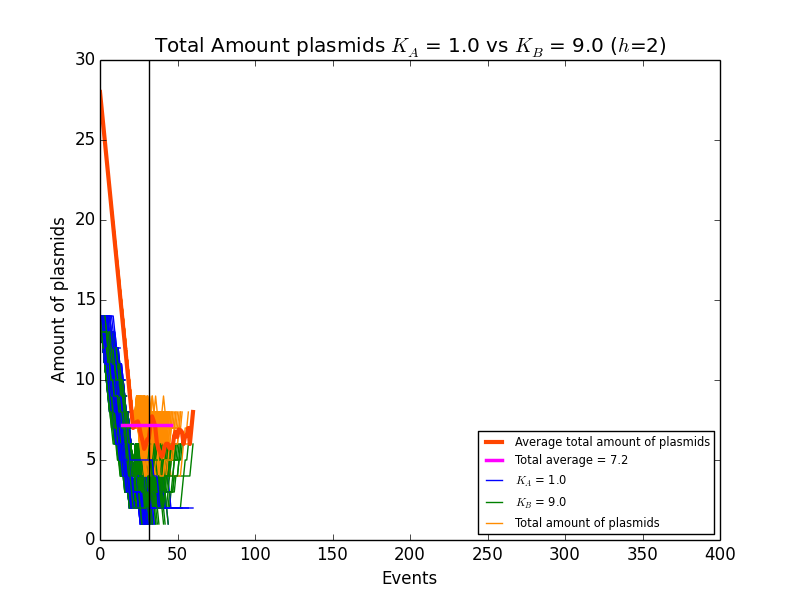 Total Amount plasmids K_A = 1.0 vs K_B = 9.0 (h=2)
30
25
20
15
10
5
0
Amount of plasmids
Average total amount of plasmids
Total average = 7.2
K_A = 1.0
K_B = 9.0
Total amount of plasmids
0 50 100 150 200 250 300 350 400
Events